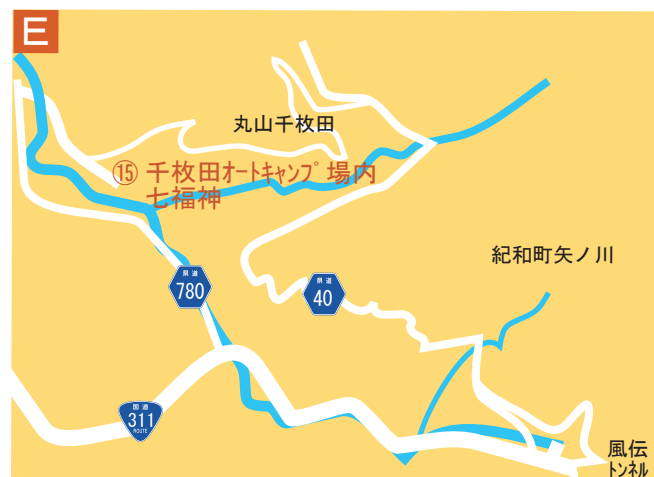 E
丸山千枚田
⑮ 千枚田オートキャンプ場内
七福神
紀和町矢ノ川
県道
780
県道
40
国道
311
ROUTE
風伝
トンネル